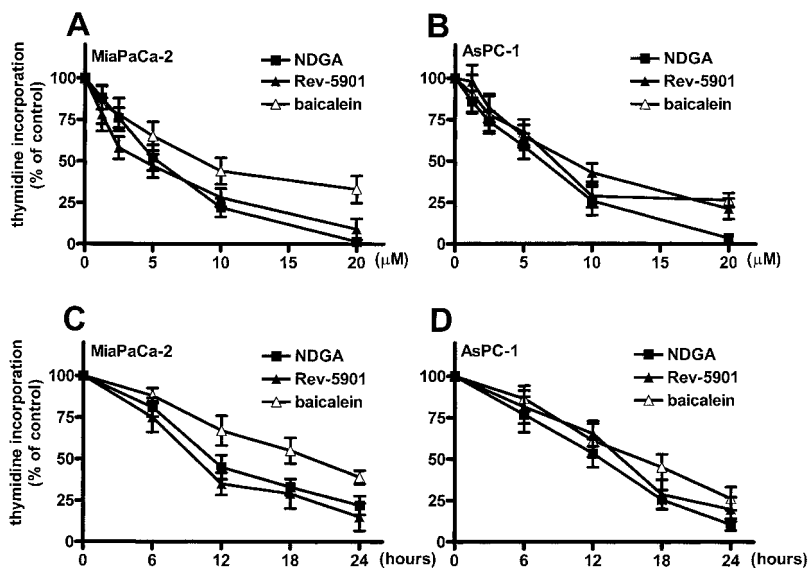 A
MiaPaCa-2
NDGA
Rev-5901
baicalein
thymidine incorporation
(% of control)
100
75
50
25
0
0 5 10 15 20 (μM)
B
AsPC-1
NDGA
Rev-5901
baicalein
100
75
50
25
0
0 5 10 15 20 (μM)
C
MiaPaCa-2
NDGA
Rev-5901
baicalein
thymidine incorporation
(% of control)
100
75
50
25
0
0 6 12 18 24 (hours)
D
AsPC-1
NDGA
Rev-5901
baicalein
100
75
50
25
0
0 6 12 18 24 (hours)